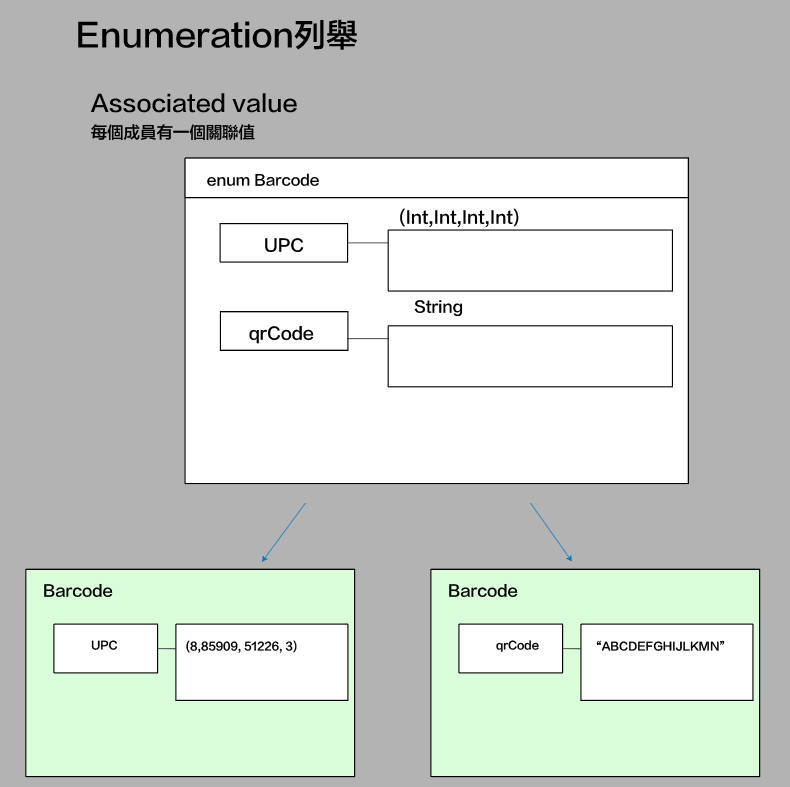 Enumeration列舉
Associated value
每個成員有一個關聯值
enum Barcode
(Int,Int,Int,Int)
UPC
String
qrCode
Barcode
UPC
(8,85909, 51226, 3)
Barcode
qrCode
“ABCDEFGHIJLKMN”